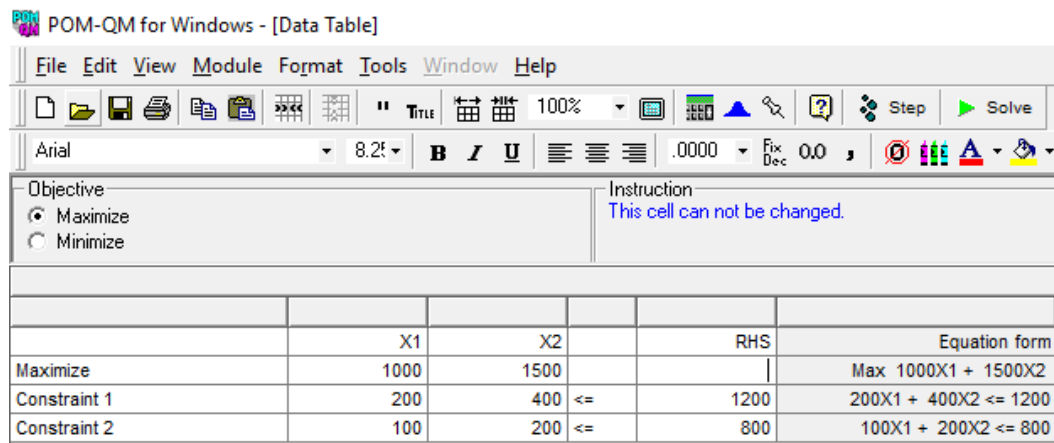 POM-QM for Windows - [Data Table]
File Edit View Module Format Tools Window Help
" TITLE 100% Step Solve
Arial 8.2 B I U .0000 Fix Dec 0.0 , 0 A
Objective
Maximize
Minimize
Instruction
This cell can not be changed.
X1 X2 RHS Equation form
Maximize 1000 1500 Max 1000X1 + 1500X2
Constraint 1 200 400 <= 1200 200X1 + 400X2 <= 1200
Constraint 2 100 200 <= 800 100X1 + 200X2 <= 800